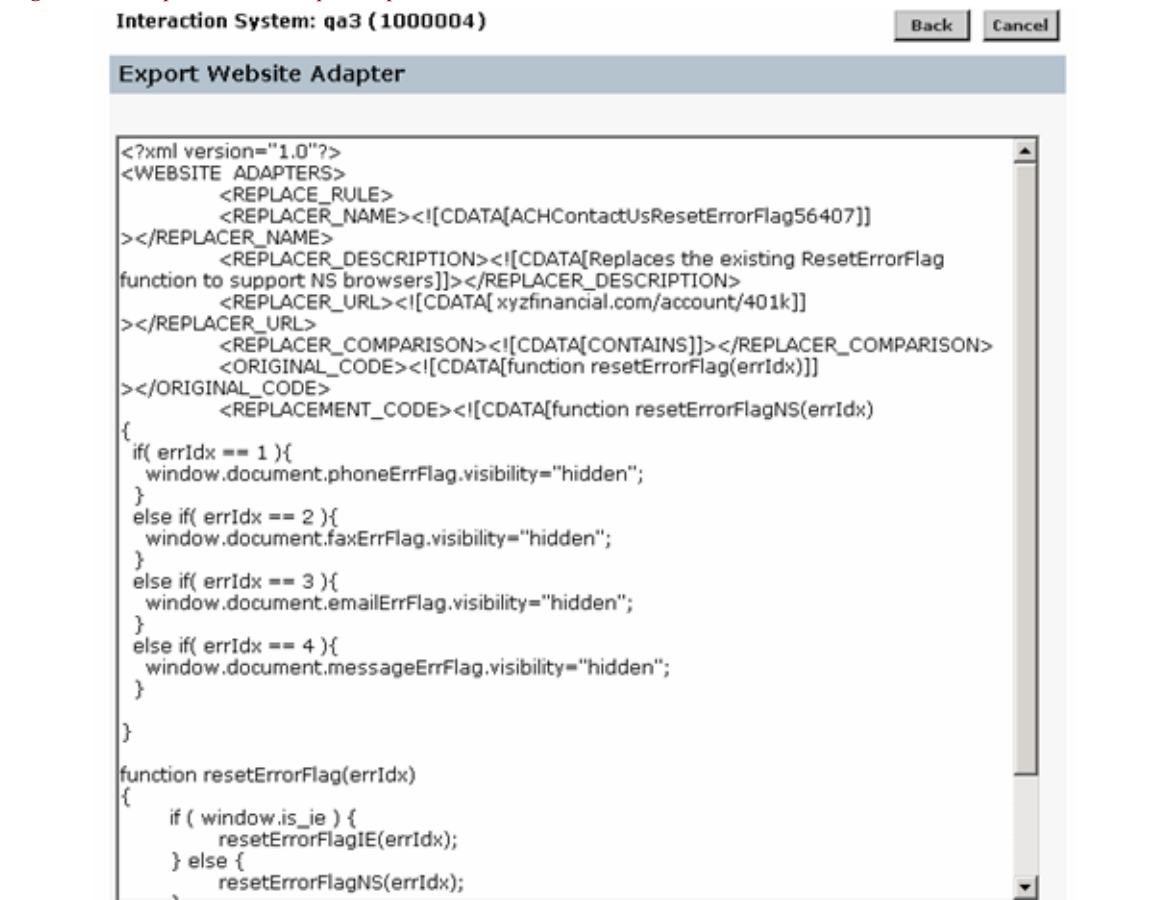 Interaction System: qa3 (1000004)
Back
Cancel
Export Website Adapter
<?xml version="1.0"?>
<WEBSITE ADAPTERS>
<REPLACE_RULE>
<REPLACER_NAME><![CDATA[ACHContactUsResetErrorFlag56407]]
></REPLACER_NAME>
<REPLACER_DESCRIPTION><![CDATA[Replaces the existing ResetErrorFlag
function to support NS browsers]]></REPLACER_DESCRIPTION>
<REPLACER_URL><![CDATA[ xyzfinancial.com/account/401k]]
></REPLACER_URL>
<REPLACER_COMPARISON><![CDATA[CONTAINS]]></REPLACER_COMPARISON>
<ORIGINAL_CODE><![CDATA[function resetErrorFlag(errIdx)]]
></ORIGINAL_CODE>
<REPLACEMENT_CODE><![CDATA[function resetErrorFlagNS(errIdx)
{
if( errIdx == 1 ){
window.document.phoneErrFlag.visibility="hidden";
}
else if( errIdx == 2 ){
window.document.faxErrFlag.visibility="hidden";
}
else if( errIdx == 3 ){
window.document.emailErrFlag.visibility="hidden";
}
else if( errIdx == 4 ){
window.document.messageErrFlag.visibility="hidden";
}
}
function resetErrorFlag(errIdx)
{
if ( window.is_ie ) {
resetErrorFlagIE(errIdx);
} else {
resetErrorFlagNS(errIdx);